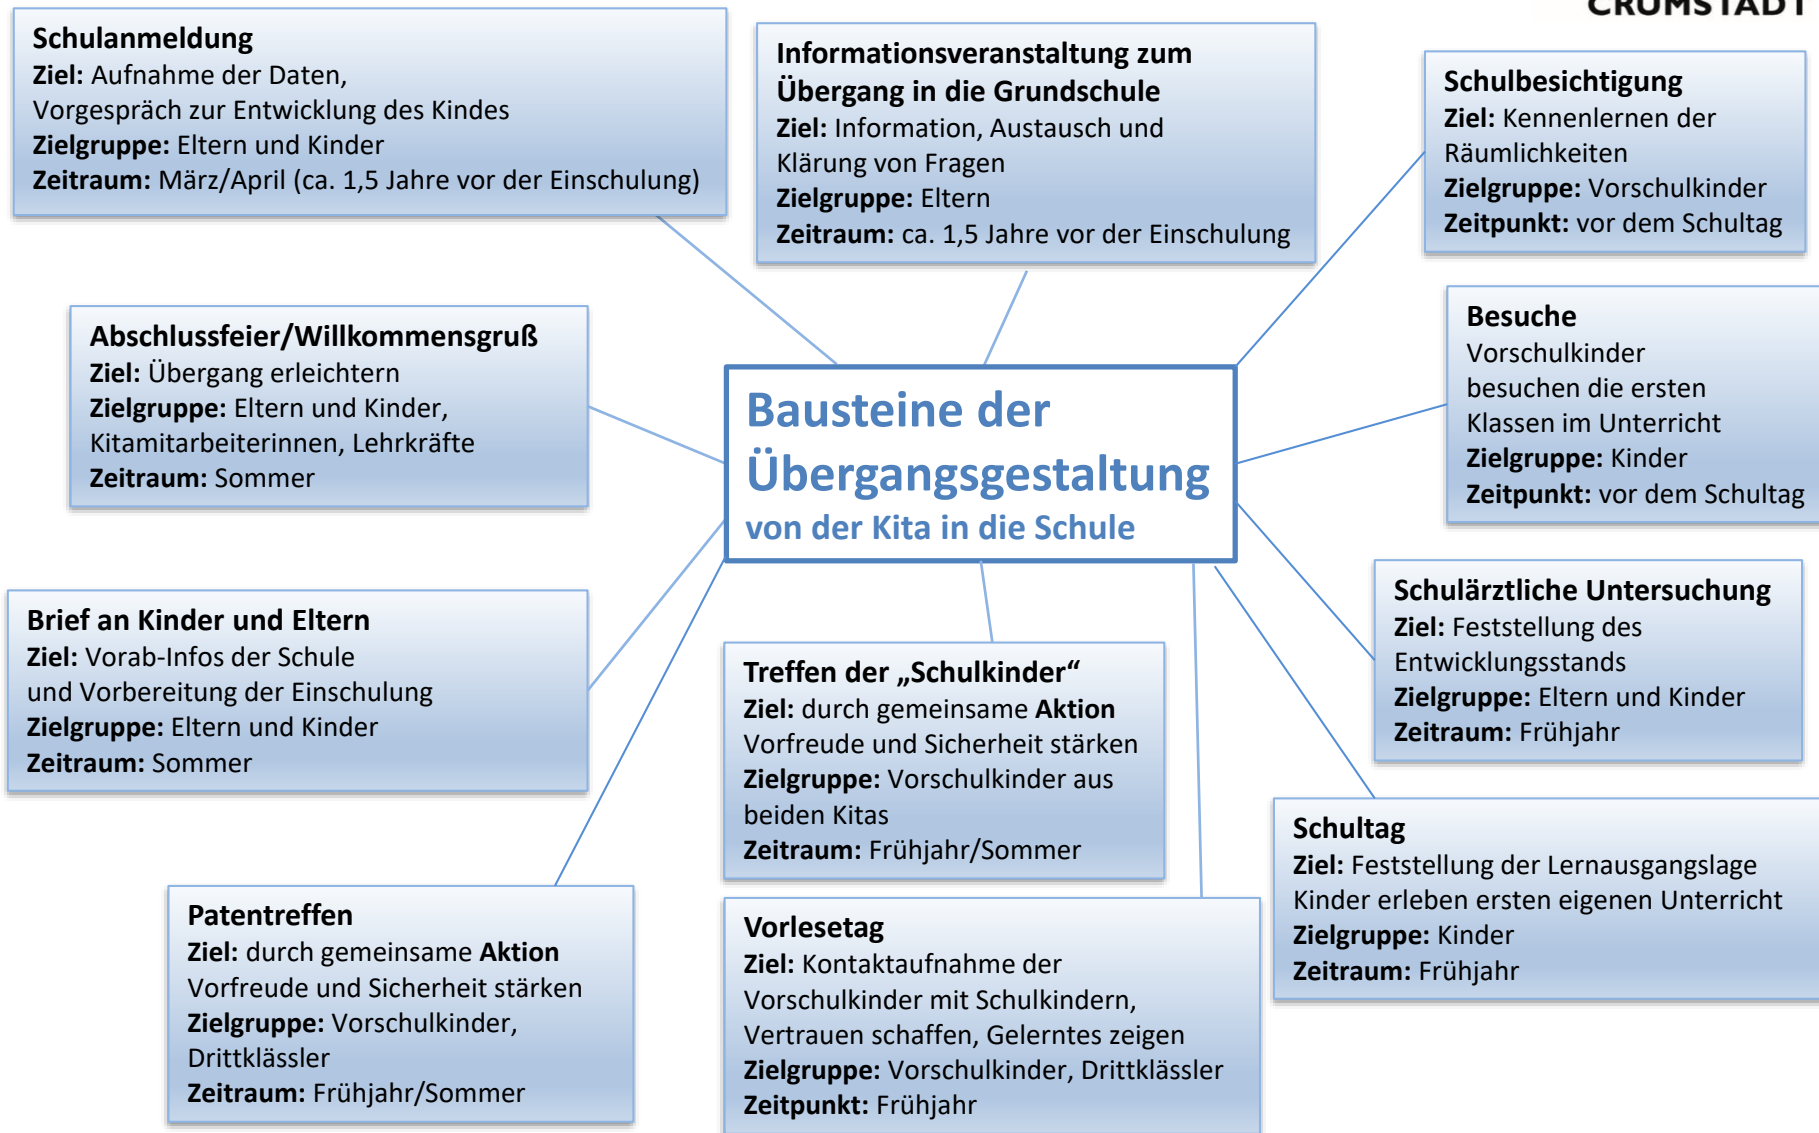 CRUMSTADT
Schulanmeldung
Ziel: Aufnahme der Daten,
Vorgespräch zur Entwicklung des Kindes
Zielgruppe: Eltern und Kinder
Zeitraum: März/April (ca. 1,5 Jahre vor der Einschulung)
Informationsveranstaltung zum
Übergang in die Grundschule
Ziel: Information, Austausch und
Klärung von Fragen
Zielgruppe: Eltern
Zeitraum: ca. 1,5 Jahre vor der Einschulung
Schulbesichtigung
Ziel: Kennenlernen der
Räumlichkeiten
Zielgruppe: Vorschulkinder
Zeitpunkt: vor dem Schultag
Abschlussfeier/Willkommensgruß
Ziel: Übergang erleichtern
Zielgruppe: Eltern und Kinder,
Kitamitarbeiterinnen, Lehrkräfte
Zeitraum: Sommer
Bausteine der
Übergangsgestaltung
von der Kita in die Schule
Besuche
Vorschulkinder
besuchen die ersten
Klassen im Unterricht
Zielgruppe: Kinder
Zeitpunkt: vor dem Schultag
Brief an Kinder und Eltern
Ziel: Vorab-Infos der Schule
und Vorbereitung der Einschulung
Zielgruppe: Eltern und Kinder
Zeitraum: Sommer
Treffen der „Schulkinder“
Ziel: durch gemeinsame Aktion
Vorfreude und Sicherheit stärken
Zielgruppe: Vorschulkinder aus
beiden Kitas
Zeitraum: Frühjahr/Sommer
Schulärztliche Untersuchung
Ziel: Feststellung des
Entwicklungsstands
Zielgruppe: Eltern und Kinder
Zeitraum: Frühjahr
Patentreffen
Ziel: durch gemeinsame Aktion
Vorfreude und Sicherheit stärken
Zielgruppe: Vorschulkinder,
Drittklässler
Zeitraum: Frühjahr/Sommer
Vorlesetag
Ziel: Kontaktaufnahme der
Vorschulkinder mit Schulkindern,
Vertrauen schaffen, Gelerntes zeigen
Zielgruppe: Vorschulkinder, Drittklässler
Zeitpunkt: Frühjahr
Schultag
Ziel: Feststellung der Lernausgangslage
Kinder erleben ersten eigenen Unterricht
Zielgruppe: Kinder
Zeitraum: Frühjahr